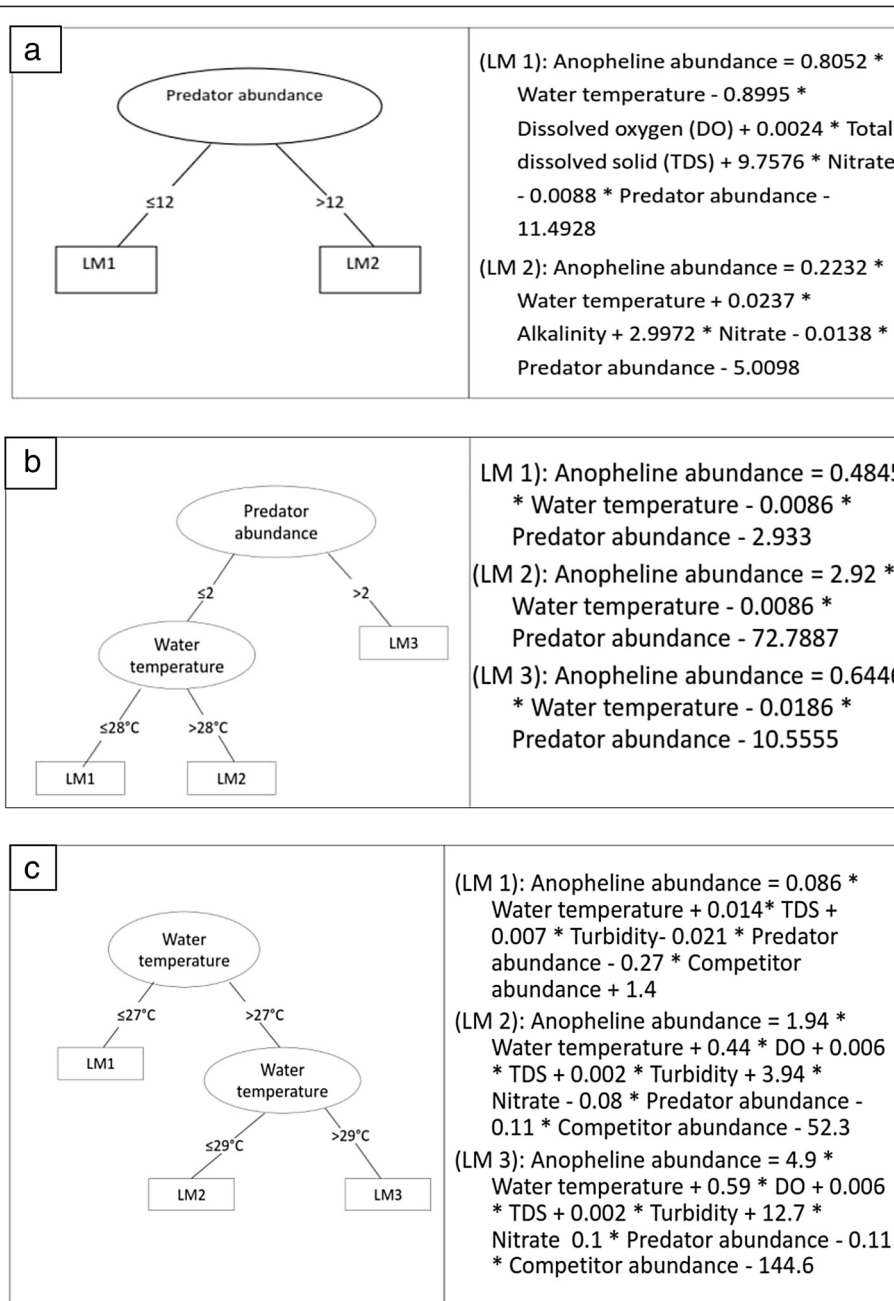 a
Predator abundance
≤12
>12
LM1
LM2
(LM 1): Anopheline abundance = 0.8052 *
Water temperature - 0.8995 *
Dissolved oxygen (DO) + 0.0024 * Total
dissolved solid (TDS) + 9.7576 * Nitrate
- 0.0088 * Predator abundance -
11.4928
(LM 2): Anopheline abundance = 0.2232 *
Water temperature + 0.0237 *
Alkalinity + 2.9972 * Nitrate - 0.0138 *
Predator abundance - 5.0098
b
Predator
abundance
≤2
>2
Water
temperature
LM3
≤28°C
>28°C
LM1
LM2
LM 1): Anopheline abundance = 0.4845
* Water temperature - 0.0086 *
Predator abundance - 2.933
(LM 2): Anopheline abundance = 2.92 *
Water temperature - 0.0086 *
Predator abundance - 72.7887
(LM 3): Anopheline abundance = 0.6446
* Water temperature - 0.0186 *
Predator abundance - 10.5555
c
Water
temperature
≤27°C
>27°C
LM1
Water
temperature
≤29°C
>29°C
LM2
LM3
(LM 1): Anopheline abundance = 0.086 *
Water temperature + 0.014* TDS +
0.007 * Turbidity- 0.021 * Predator
abundance - 0.27 * Competitor
abundance + 1.4
(LM 2): Anopheline abundance = 1.94 *
Water temperature + 0.44 * DO + 0.006
* TDS + 0.002 * Turbidity + 3.94 *
Nitrate - 0.08 * Predator abundance -
0.11 * Competitor abundance - 52.3
(LM 3): Anopheline abundance = 4.9 *
Water temperature + 0.59 * DO + 0.006
* TDS + 0.002 * Turbidity + 12.7 *
Nitrate 0.1 * Predator abundance - 0.11
* Competitor abundance - 144.6